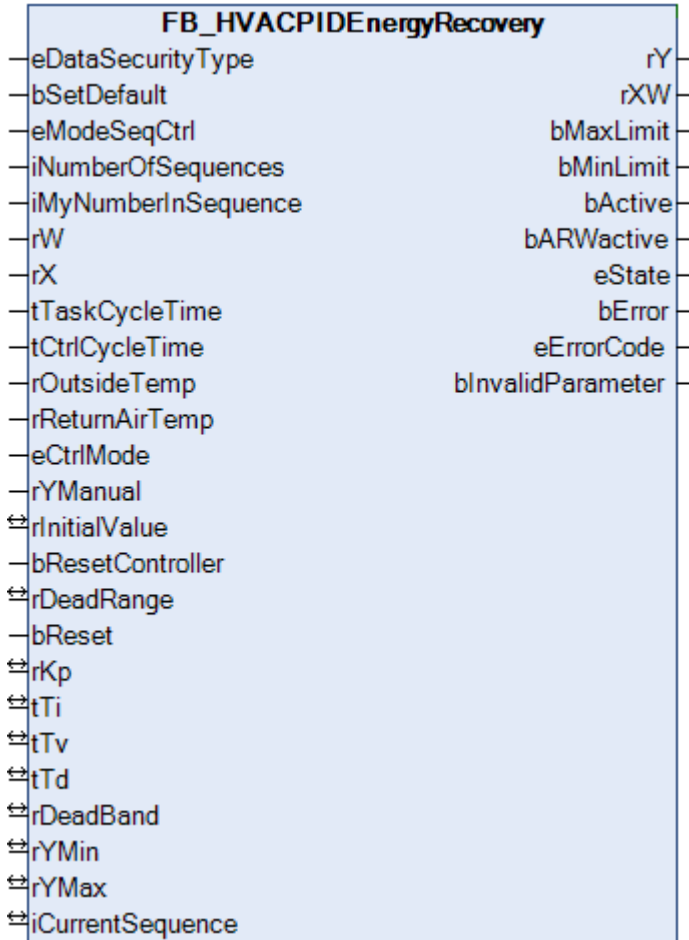 FB_HVACPIDEnergyRecovery
eDataSecurityType rY
bSetDefault rXW
eModeSeqCtrl bMaxLimit
iNumberOfSequences bMinLimit
iMyNumberInSequence bActive
rW bARWactive
rX eState
tTaskCycleTime bError
tCtrlCycleTime eErrorCode
rOutsideTemp bInvalidParameter
rReturnAirTemp
eCtrlMode
rYManual
rInitialValue
bResetController
rDeadRange
bReset
rKp
tTi
tTv
tTd
rDeadBand
rYMin
rYMax
iCurrentSequence